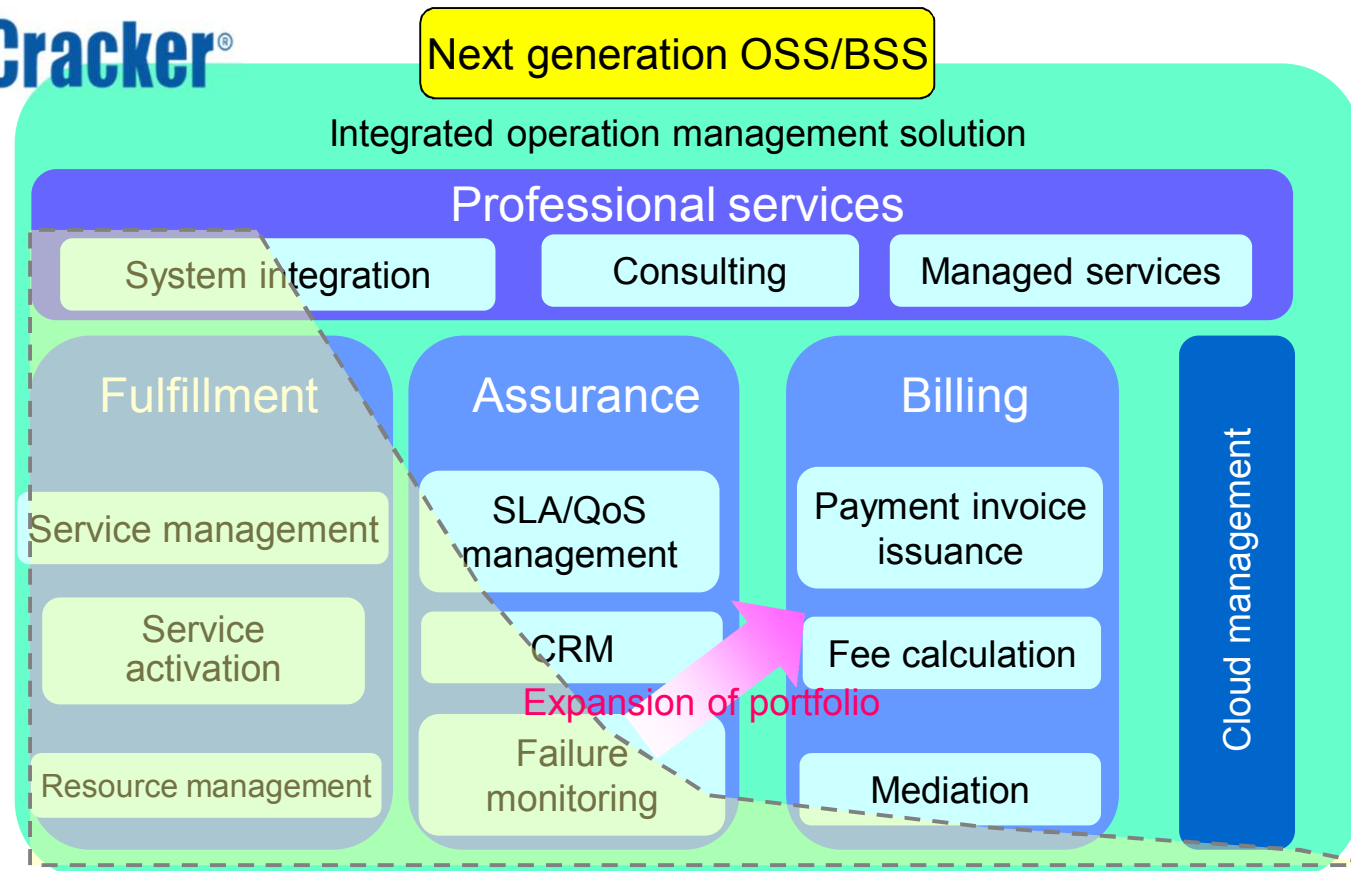 Cracker®
Next generation OSS/BSS
Integrated operation management solution
Professional services
System integration
Consulting
Managed services
Fulfillment
Service management
Service
activation
Resource management
Assurance
SLA/QoS
management
CRM
Expansion of portfolio
Failure
monitoring
Billing
Payment invoice
issuance
Fee calculation
Mediation
Cloud management